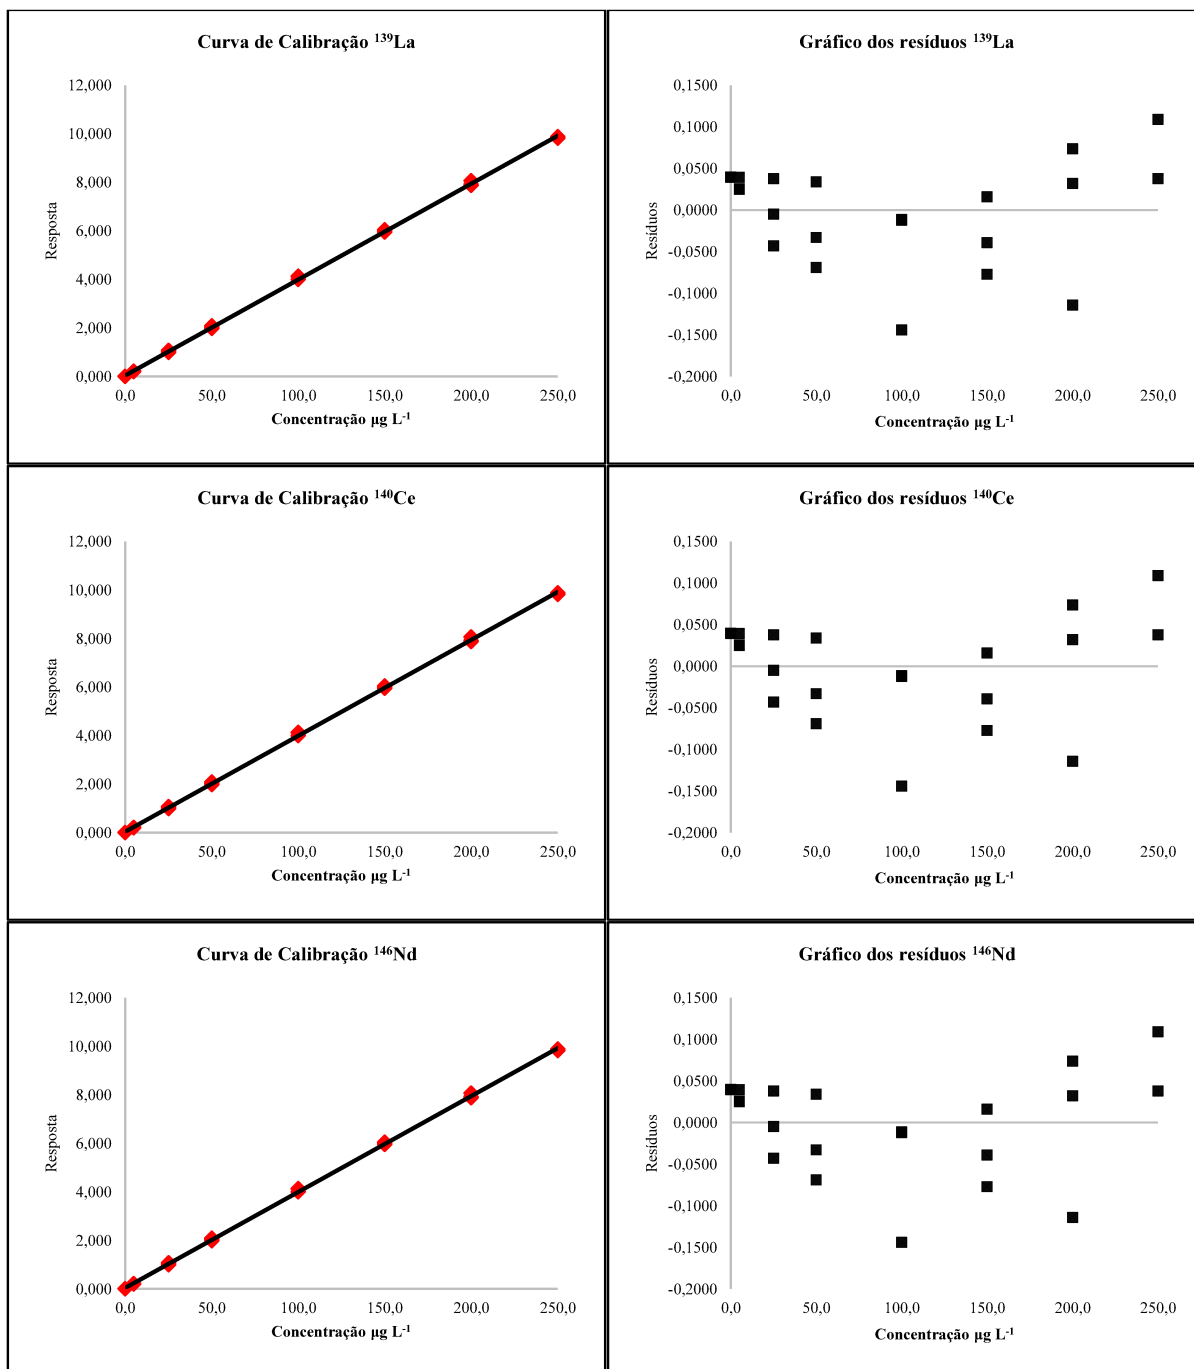 Curva de Calibração ¹³⁹La
12,000
10,000
8,000
6,000
4,000
2,000
0,000
Resposta
0,0 50,0 100,0 150,0 200,0 250,0
Concentração µg L⁻¹
Gráfico dos resíduos ¹³⁹La
0,1500
0,1000
0,0500
0,0000
-0,0500
-0,1000
-0,1500
-0,2000
Resíduos
0,0 50,0 100,0 150,0 200,0 250,0
Concentração µg L⁻¹
Curva de Calibração ¹⁴⁰Ce
12,000
10,000
8,000
6,000
4,000
2,000
0,000
Resposta
0,0 50,0 100,0 150,0 200,0 250,0
Concentração µg L⁻¹
Gráfico dos resíduos ¹⁴⁰Ce
0,1500
0,1000
0,0500
0,0000
-0,0500
-0,1000
-0,1500
-0,2000
Resíduos
0,0 50,0 100,0 150,0 200,0 250,0
Concentração µg L⁻¹
Curva de Calibração ¹⁴⁶Nd
12,000
10,000
8,000
6,000
4,000
2,000
0,000
Resposta
0,0 50,0 100,0 150,0 200,0 250,0
Concentração µg L⁻¹
Gráfico dos resíduos ¹⁴⁶Nd
0,1500
0,1000
0,0500
0,0000
-0,0500
-0,1000
-0,1500
-0,2000
Resíduos
0,0 50,0 100,0 150,0 200,0 250,0
Concentração µg L⁻¹